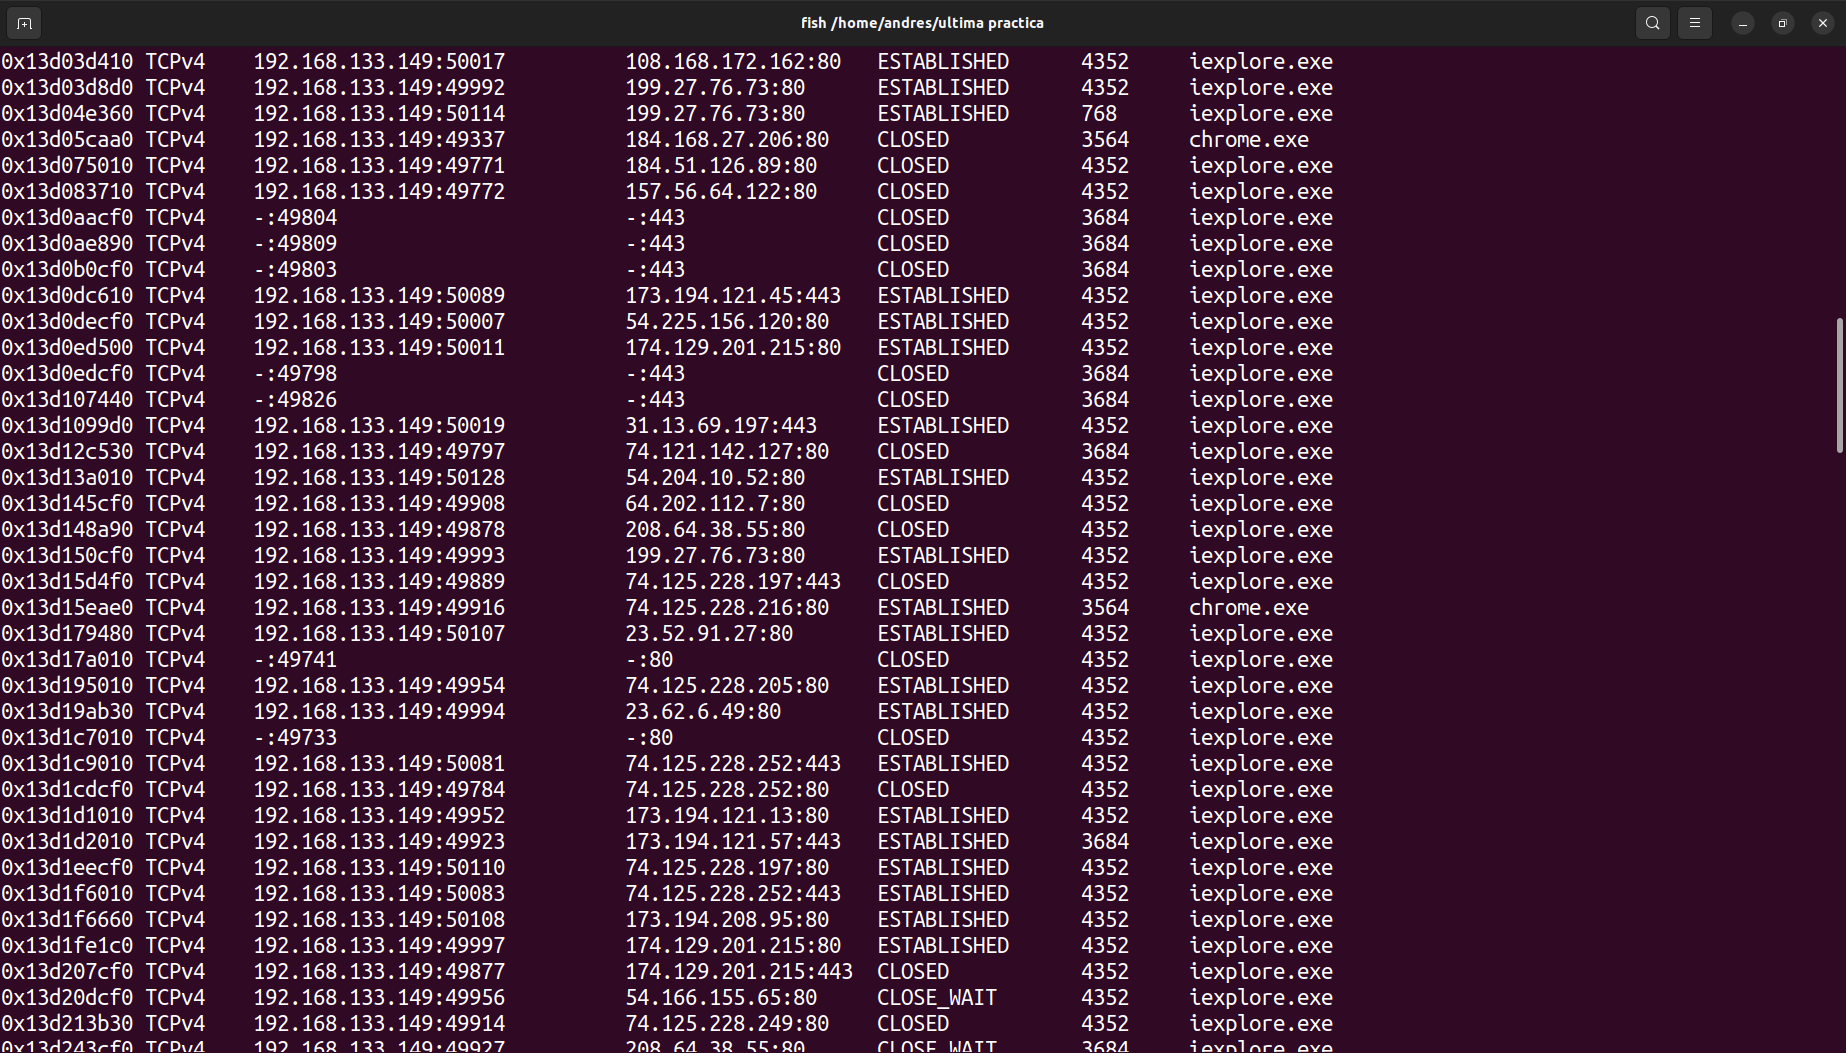 fish /home/andres/ultima practica
0x13d03d410 TCPv4 192.168.133.149:50017 108.168.172.162:80 ESTABLISHED 4352 iexplore.exe
0x13d03d8d0 TCPv4 192.168.133.149:49992 199.27.76.73:80 ESTABLISHED 4352 iexplore.exe
0x13d04e360 TCPv4 192.168.133.149:50114 199.27.76.73:80 ESTABLISHED 768 iexplore.exe
0x13d05caa0 TCPv4 192.168.133.149:49337 184.168.27.206:80 CLOSED 3564 chrome.exe
0x13d075010 TCPv4 192.168.133.149:49771 184.51.126.89:80 CLOSED 4352 iexplore.exe
0x13d083710 TCPv4 192.168.133.149:49772 157.56.64.122:80 CLOSED 4352 iexplore.exe
0x13d0aacf0 TCPv4 -:49804 -:443 CLOSED 3684 iexplore.exe
0x13d0ae890 TCPv4 -:49809 -:443 CLOSED 3684 iexplore.exe
0x13d0b0cf0 TCPv4 -:49803 -:443 CLOSED 3684 iexplore.exe
0x13d0dc610 TCPv4 192.168.133.149:50089 173.194.121.45:443 ESTABLISHED 4352 iexplore.exe
0x13d0decf0 TCPv4 192.168.133.149:50007 54.225.156.120:80 ESTABLISHED 4352 iexplore.exe
0x13d0ed500 TCPv4 192.168.133.149:50011 174.129.201.215:80 ESTABLISHED 4352 iexplore.exe
0x13d0edcf0 TCPv4 -:49798 -:443 CLOSED 3684 iexplore.exe
0x13d107440 TCPv4 -:49826 -:443 CLOSED 3684 iexplore.exe
0x13d1099d0 TCPv4 192.168.133.149:50019 31.13.69.197:443 ESTABLISHED 4352 iexplore.exe
0x13d12c530 TCPv4 192.168.133.149:49797 74.121.142.127:80 CLOSED 3684 iexplore.exe
0x13d13a010 TCPv4 192.168.133.149:50128 54.204.10.52:80 ESTABLISHED 4352 iexplore.exe
0x13d145cf0 TCPv4 192.168.133.149:49908 64.202.112.7:80 CLOSED 4352 iexplore.exe
0x13d148a90 TCPv4 192.168.133.149:49878 208.64.38.55:80 CLOSED 4352 iexplore.exe
0x13d150cf0 TCPv4 192.168.133.149:49993 199.27.76.73:80 ESTABLISHED 4352 iexplore.exe
0x13d15d4f0 TCPv4 192.168.133.149:49889 74.125.228.197:443 CLOSED 4352 iexplore.exe
0x13d15eae0 TCPv4 192.168.133.149:49916 74.125.228.216:80 ESTABLISHED 3564 chrome.exe
0x13d179480 TCPv4 192.168.133.149:50107 23.52.91.27:80 ESTABLISHED 4352 iexplore.exe
0x13d17a010 TCPv4 -:49741 -:80 CLOSED 4352 iexplore.exe
0x13d195010 TCPv4 192.168.133.149:49954 74.125.228.205:80 ESTABLISHED 4352 iexplore.exe
0x13d19ab30 TCPv4 192.168.133.149:49994 23.62.6.49:80 ESTABLISHED 4352 iexplore.exe
0x13d1c7010 TCPv4 -:49733 -:80 CLOSED 4352 iexplore.exe
0x13d1c9010 TCPv4 192.168.133.149:50081 74.125.228.252:443 ESTABLISHED 4352 iexplore.exe
0x13d1cdcf0 TCPv4 192.168.133.149:49784 74.125.228.252:80 CLOSED 4352 iexplore.exe
0x13d1d1010 TCPv4 192.168.133.149:49952 173.194.121.13:80 ESTABLISHED 4352 iexplore.exe
0x13d1d2010 TCPv4 192.168.133.149:49923 173.194.121.57:443 ESTABLISHED 3684 iexplore.exe
0x13d1eecf0 TCPv4 192.168.133.149:50110 74.125.228.197:80 ESTABLISHED 4352 iexplore.exe
0x13d1f6010 TCPv4 192.168.133.149:50083 74.125.228.252:443 ESTABLISHED 4352 iexplore.exe
0x13d1f6660 TCPv4 192.168.133.149:50108 173.194.208.95:80 ESTABLISHED 4352 iexplore.exe
0x13d1fe1c0 TCPv4 192.168.133.149:49997 174.129.201.215:80 ESTABLISHED 4352 iexplore.exe
0x13d207cf0 TCPv4 192.168.133.149:49877 174.129.201.215:443 CLOSED 4352 iexplore.exe
0x13d20dcf0 TCPv4 192.168.133.149:49956 54.166.155.65:80 CLOSE_WAIT 4352 iexplore.exe
0x13d213b30 TCPv4 192.168.133.149:49914 74.125.228.249:80 CLOSED 4352 iexplore.exe
0x13d243cf0 TCPv4 192.168.133.149:49927 208.64.38.55:80 CLOSE_WAIT 3684 iexplore.exe